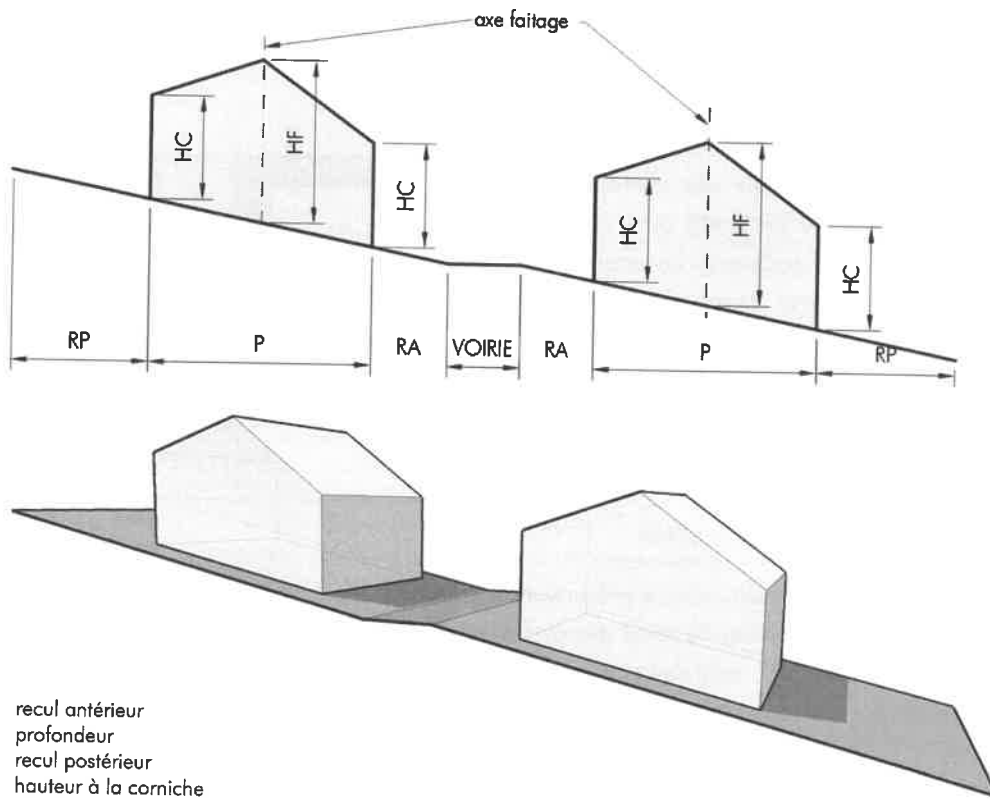 axe faitage
HC
HF
HC
HC
HF
HC
RP
P
RA
VOIRIE
RA
P
RP
recul antérieur
profondeur
recul postérieur
hauteur à la corniche